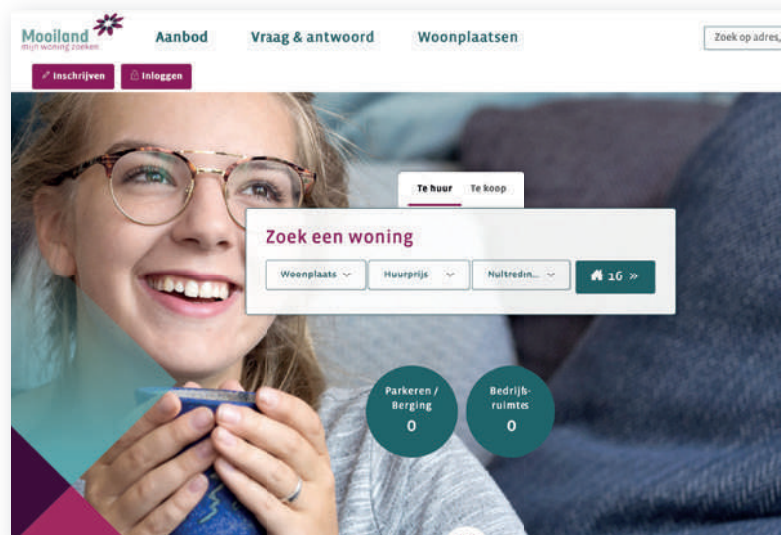 Mooiland
mijn woning zoeken
Aanbod
Vraag & antwoord
Woonplaatsen
Zoek op adres,
Inschrijven
Inloggen
Te huur
Te koop
Zoek een woning
Woonplaats
Huurprijs
Nultredin...
16 »
Parkeren /
Berging
0
Bedrijfs-
ruimtes
0